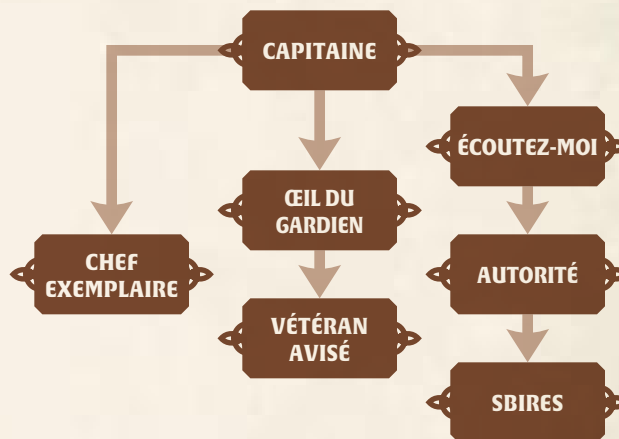 CAPITAINE
ÉCOUTEZ-MOI
ŒIL DU
GARDIEN
CHEF
EXEMPLAIRE
AUTORITÉ
VÉTÉRAN
AVISÉ
SBIRES